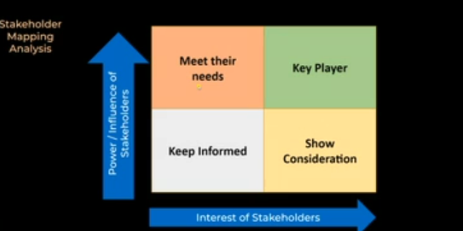 Stakeholder
Mapping
Analysis
Power / Influence of
Stakeholders
Meet their
needs
Key Player
Keep Informed
Show
Consideration
Interest of Stakeholders